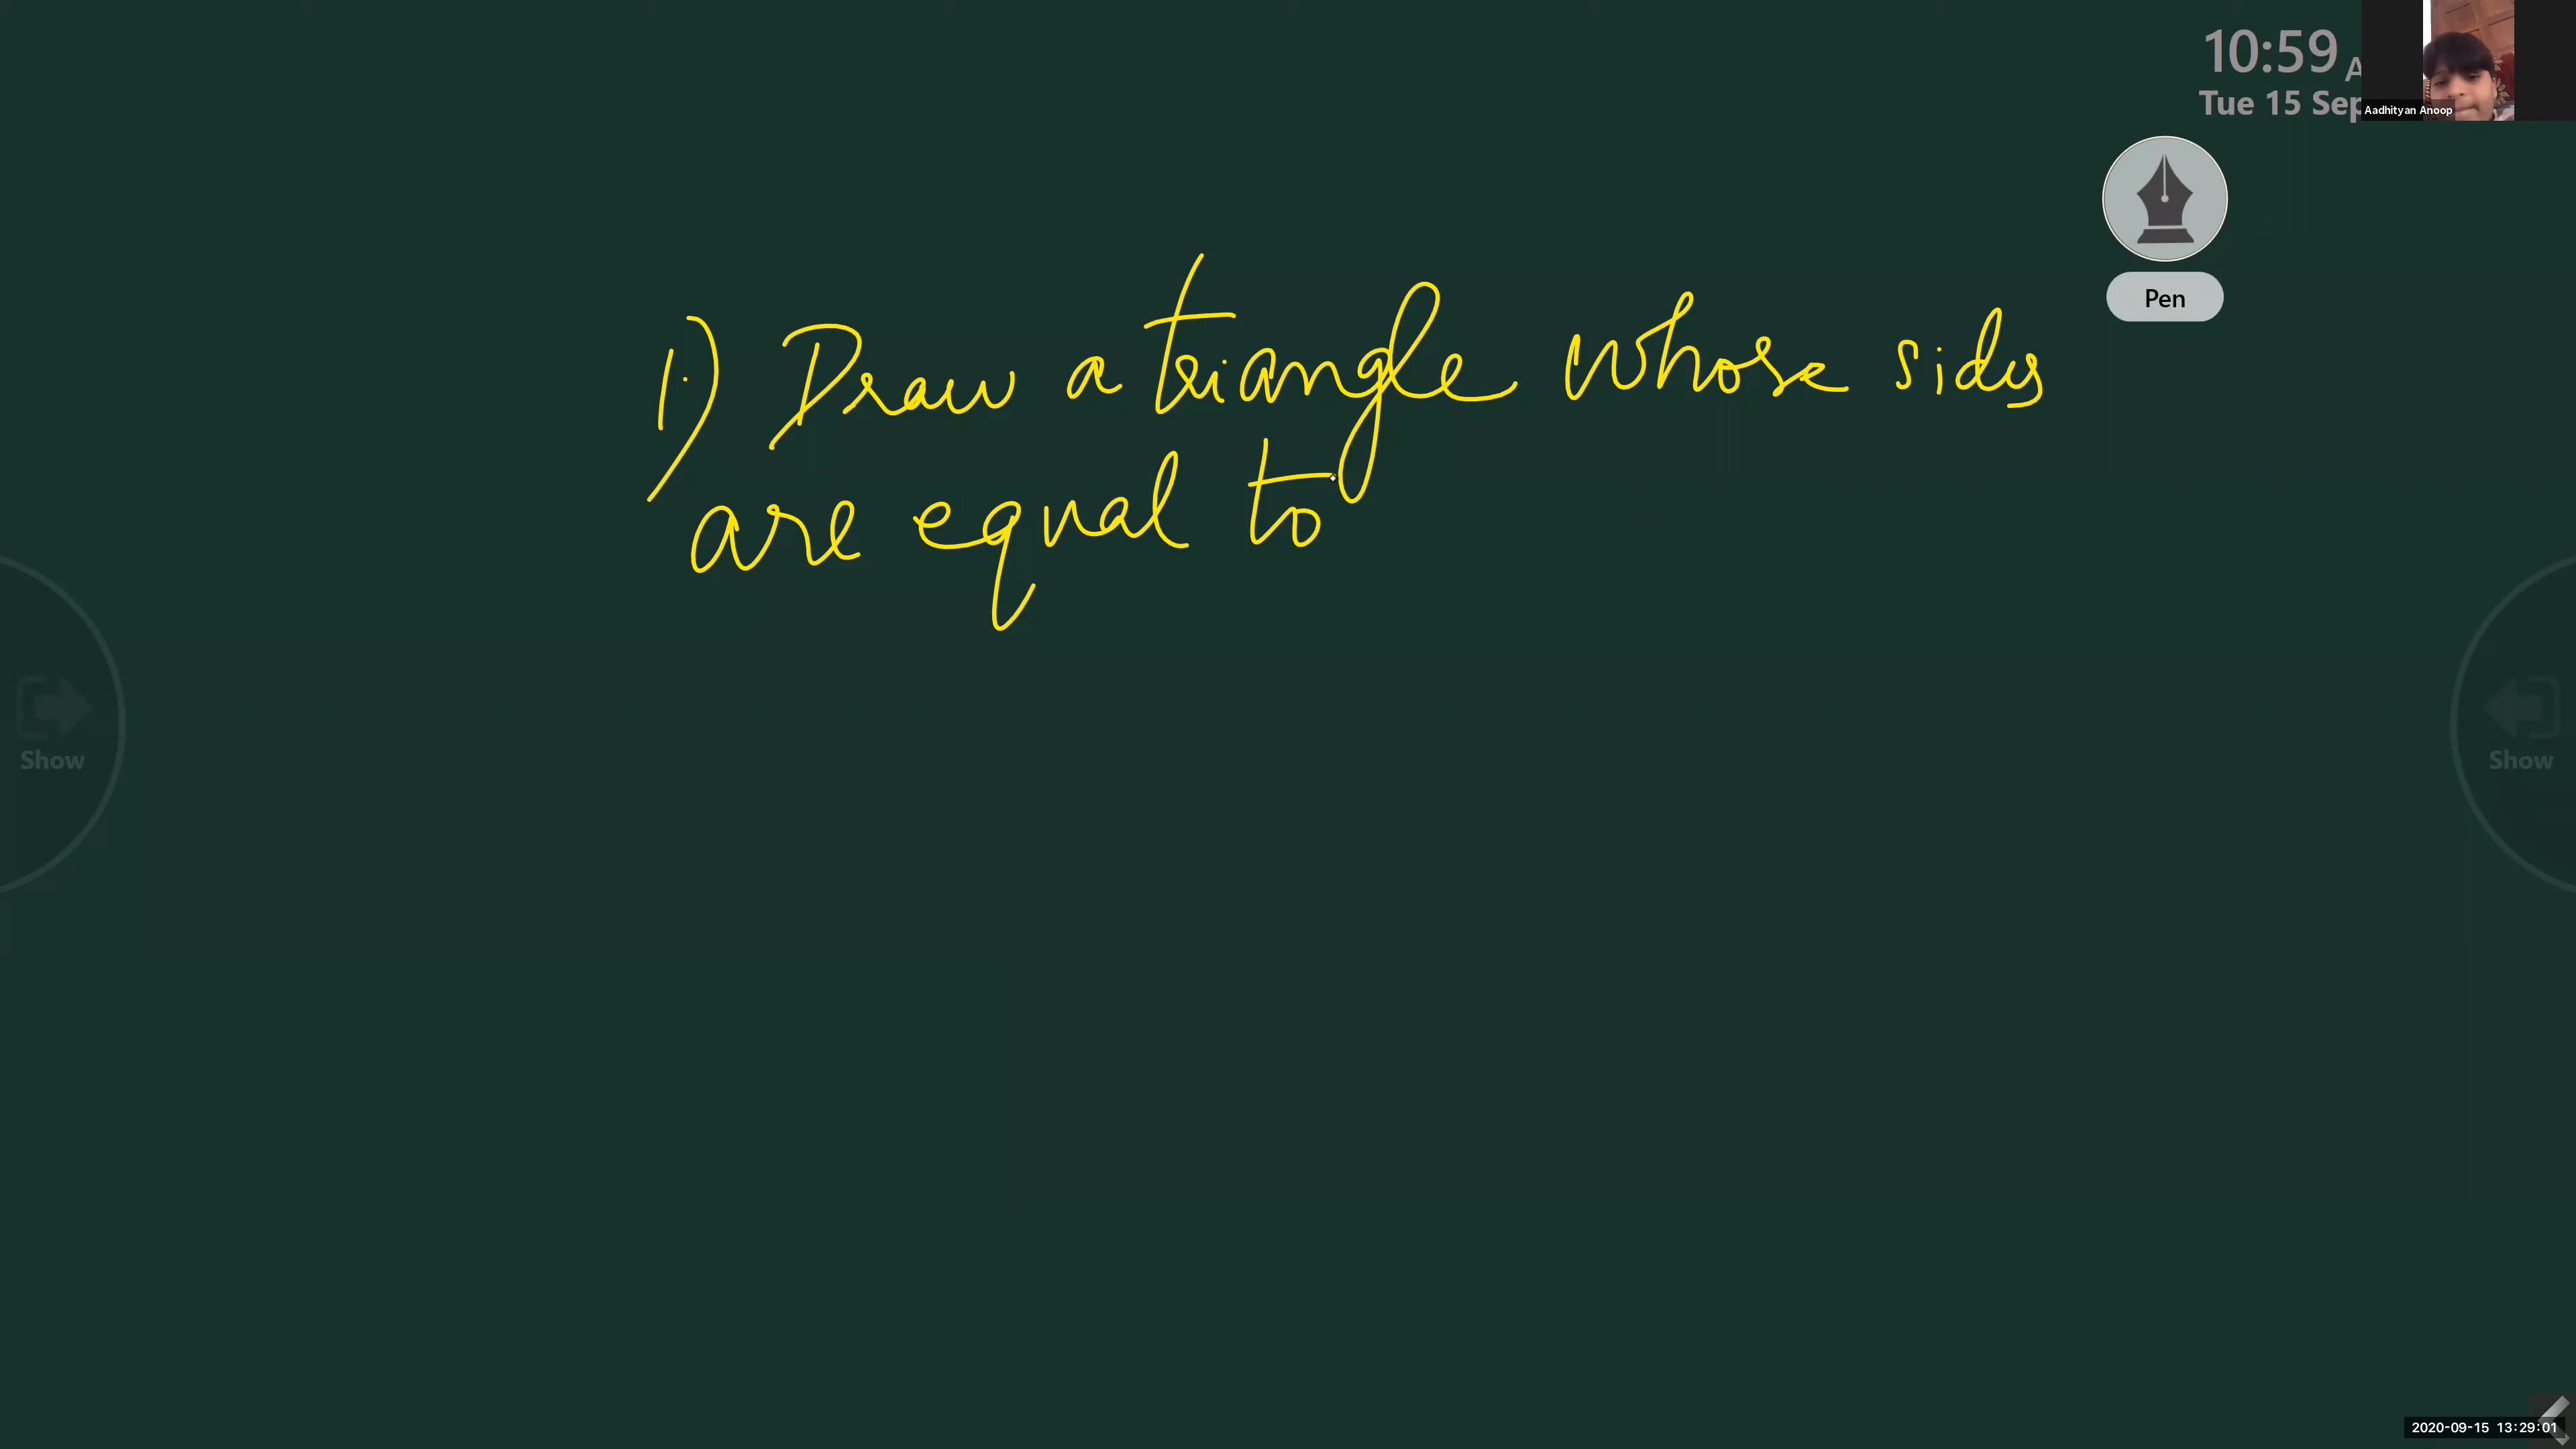 10:59 A
Tue 15 Sep
Aadhityan Anoop
Pen
1.) Draw a triangle whose sides
are equal to
Show
Show
2020-09-15 13:29:01